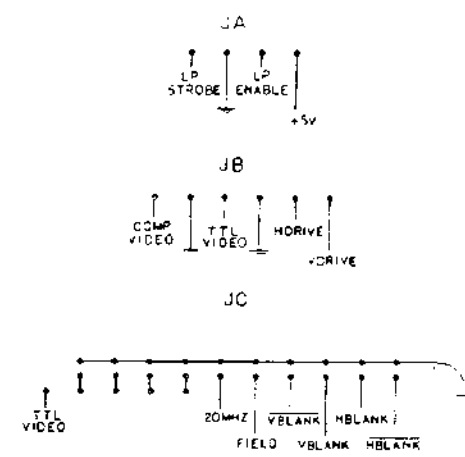 JA
LP STROBE
LP ENABLE
+5V
JB
COMP VIDEO
TTL VIDEO
HDRIVE
VDRIVE
JC
TTL VIDEO
20MHZ
FIELD
VBLANK
VBLANK
HBLANK
HBLANK